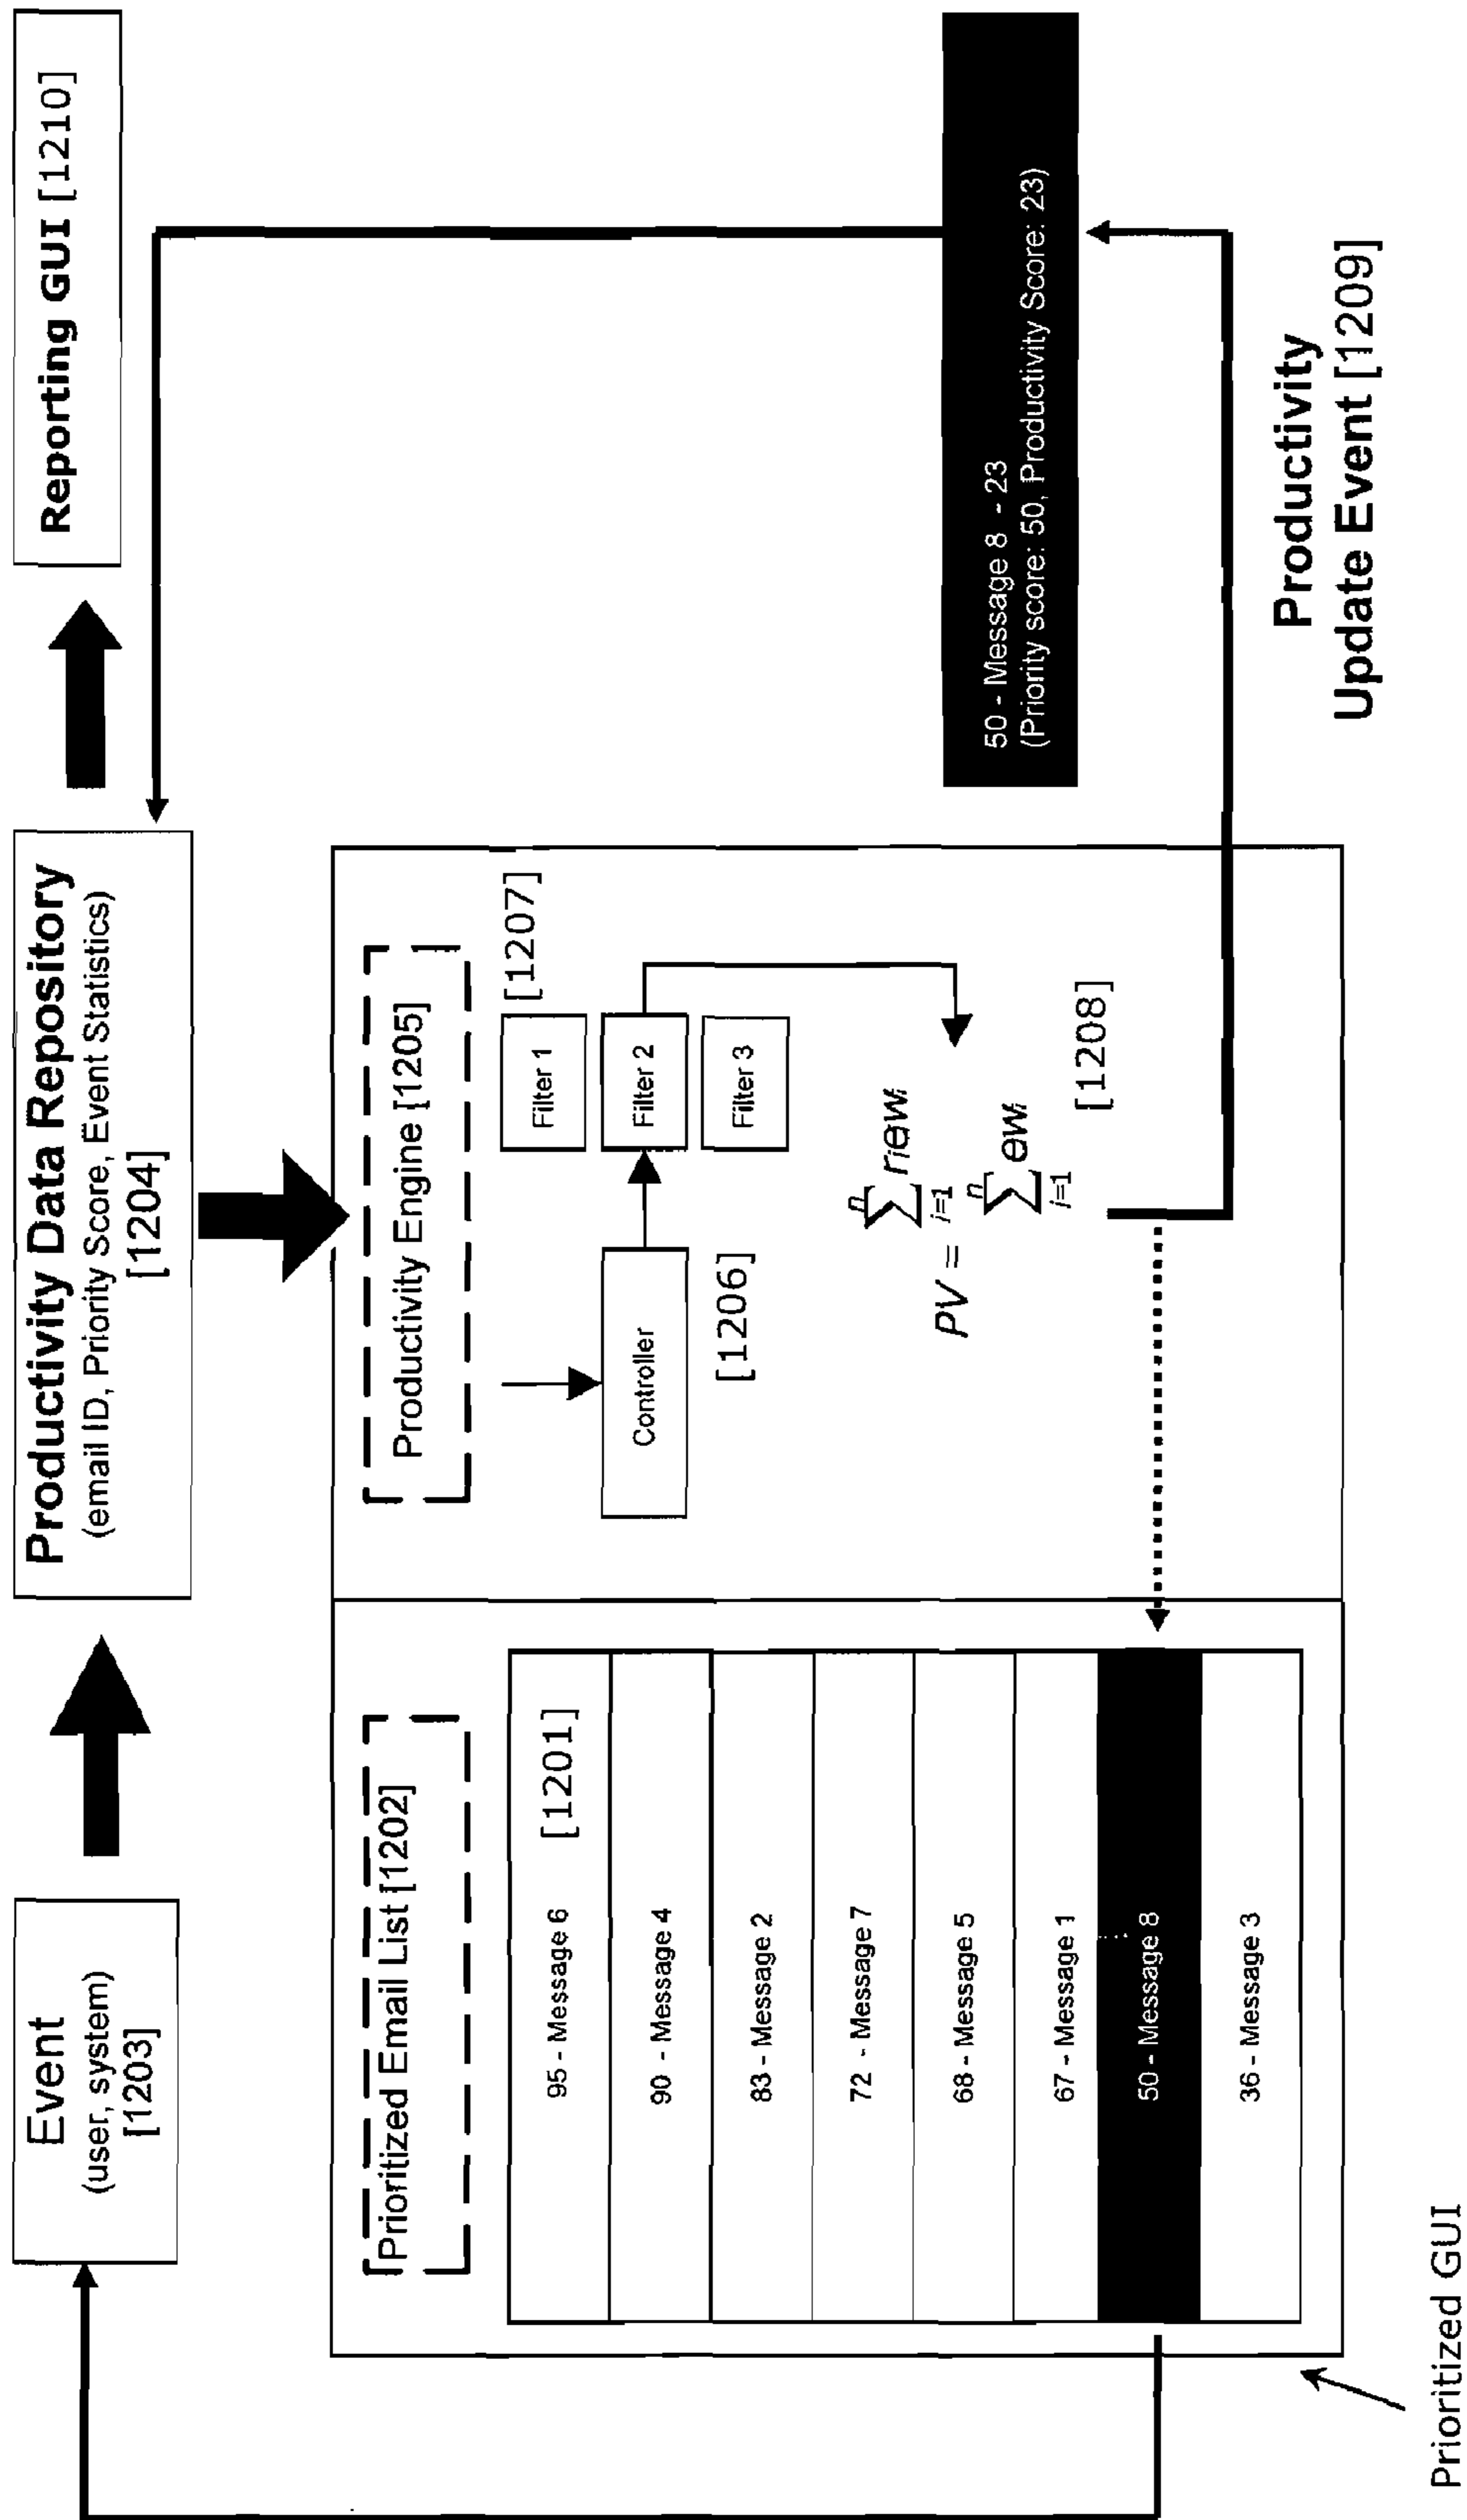 Event
(user, system)
[1203]
Productivity Data Repository
(email ID, Priority Score, Event Statistics)
[1204]
Reporting GUI [1210]
Prioritized Email List [1202]
[1201]
95 - Message 6
90 - Message 4
83 - Message 2
72 - Message 7
68 - Message 5
67 - Message 1
50 - Message 8
36 - Message 3
Productivity Engine [1205]
Controller
[1206]
Filter 1
Filter 2
Filter 3
[1207]
n
∑ riewi
PV = i=1
n
∑ ewi
i=1
[1208]
50 - Message 8 - 23
(Priority score: 50, Productivity Score: 23)
Productivity
Update Event [1209]
Prioritized GUI